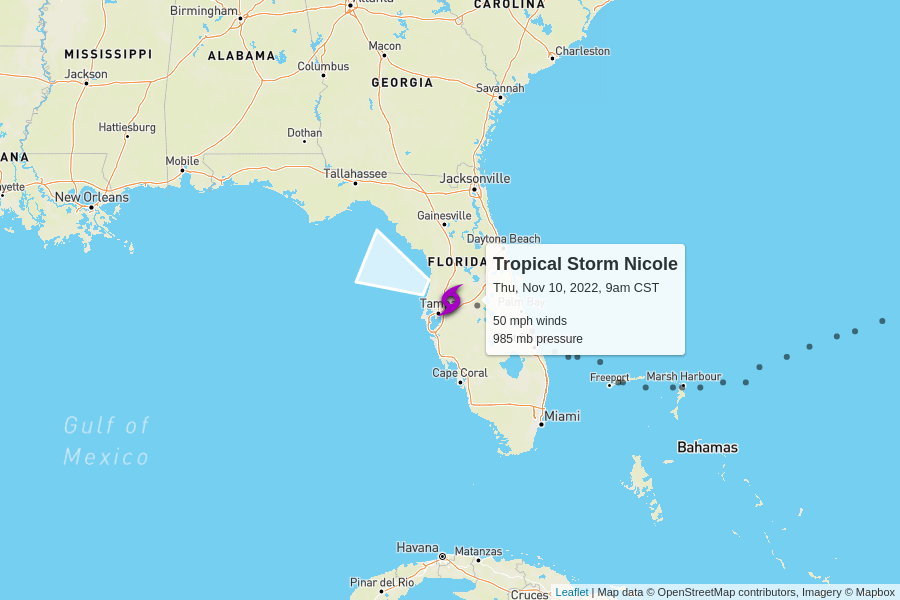 CAROLINA
Birmingham
MISSISSIPPI
ALABAMA
Macon
Charleston
Jackson
Columbus
GEORGIA
Savannah
Hattiesburg
Dothan
Mobile
Tallahassee
Jacksonville
New Orleans
Gainesville
Daytona Beach
FLORIDA
Tropical Storm Nicole
Thu, Nov 10, 2022, 9am CST
Palm Bay
50 mph winds
985 mb pressure
Cape Coral
Freeport
Marsh Harbour
Miami
Gulf of
Mexico
Bahamas
Havana
Matanzas
Pinar del Rio
Cruces
Leaflet | Map data © OpenStreetMap contributors, Imagery © Mapbox